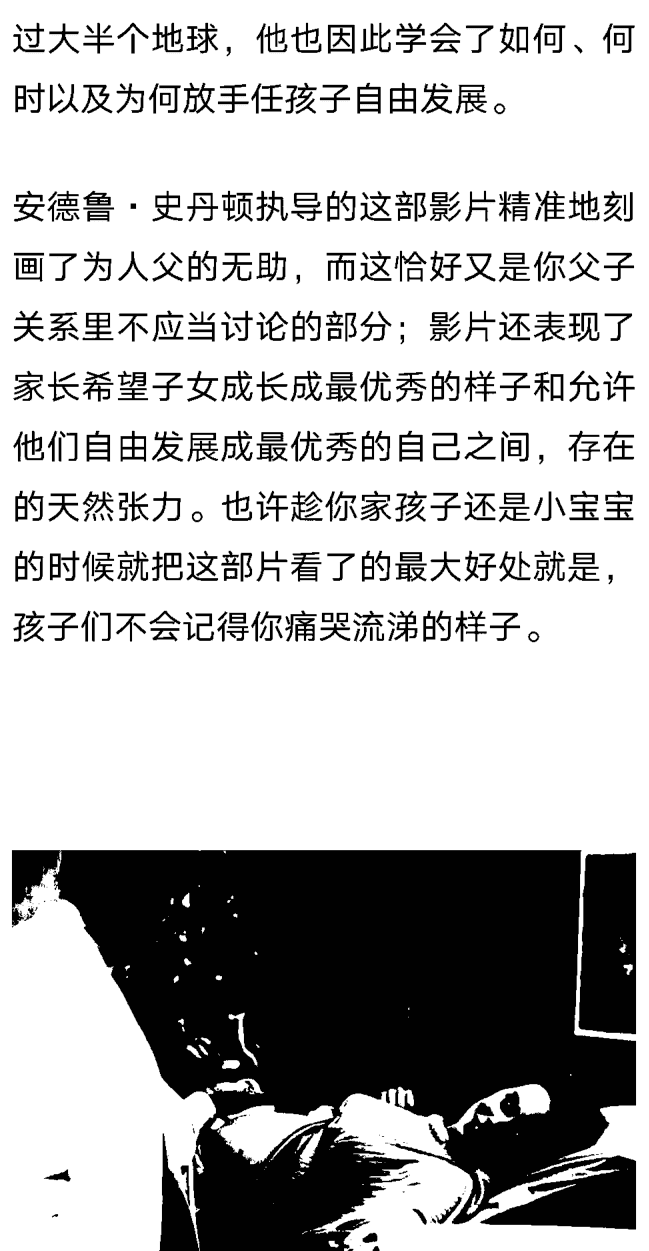 过大半个地球，他也因此学会了如何、何
时以及为何放手任孩子自由发展。
安德鲁·史丹顿执导的这部影片精准地刻
画了为人父的无助，而这恰好又是你父子
关系里不应当讨论的部分；影片还表现了
家长希望子女成长成最优秀的样子和允许
他们自由发展成最优秀的自己之间，存在
的天然张力。也许趁你家孩子还是小宝宝
的时候就把这部片看了的最大好处就是，
孩子们不会记得你痛哭流涕的样子。